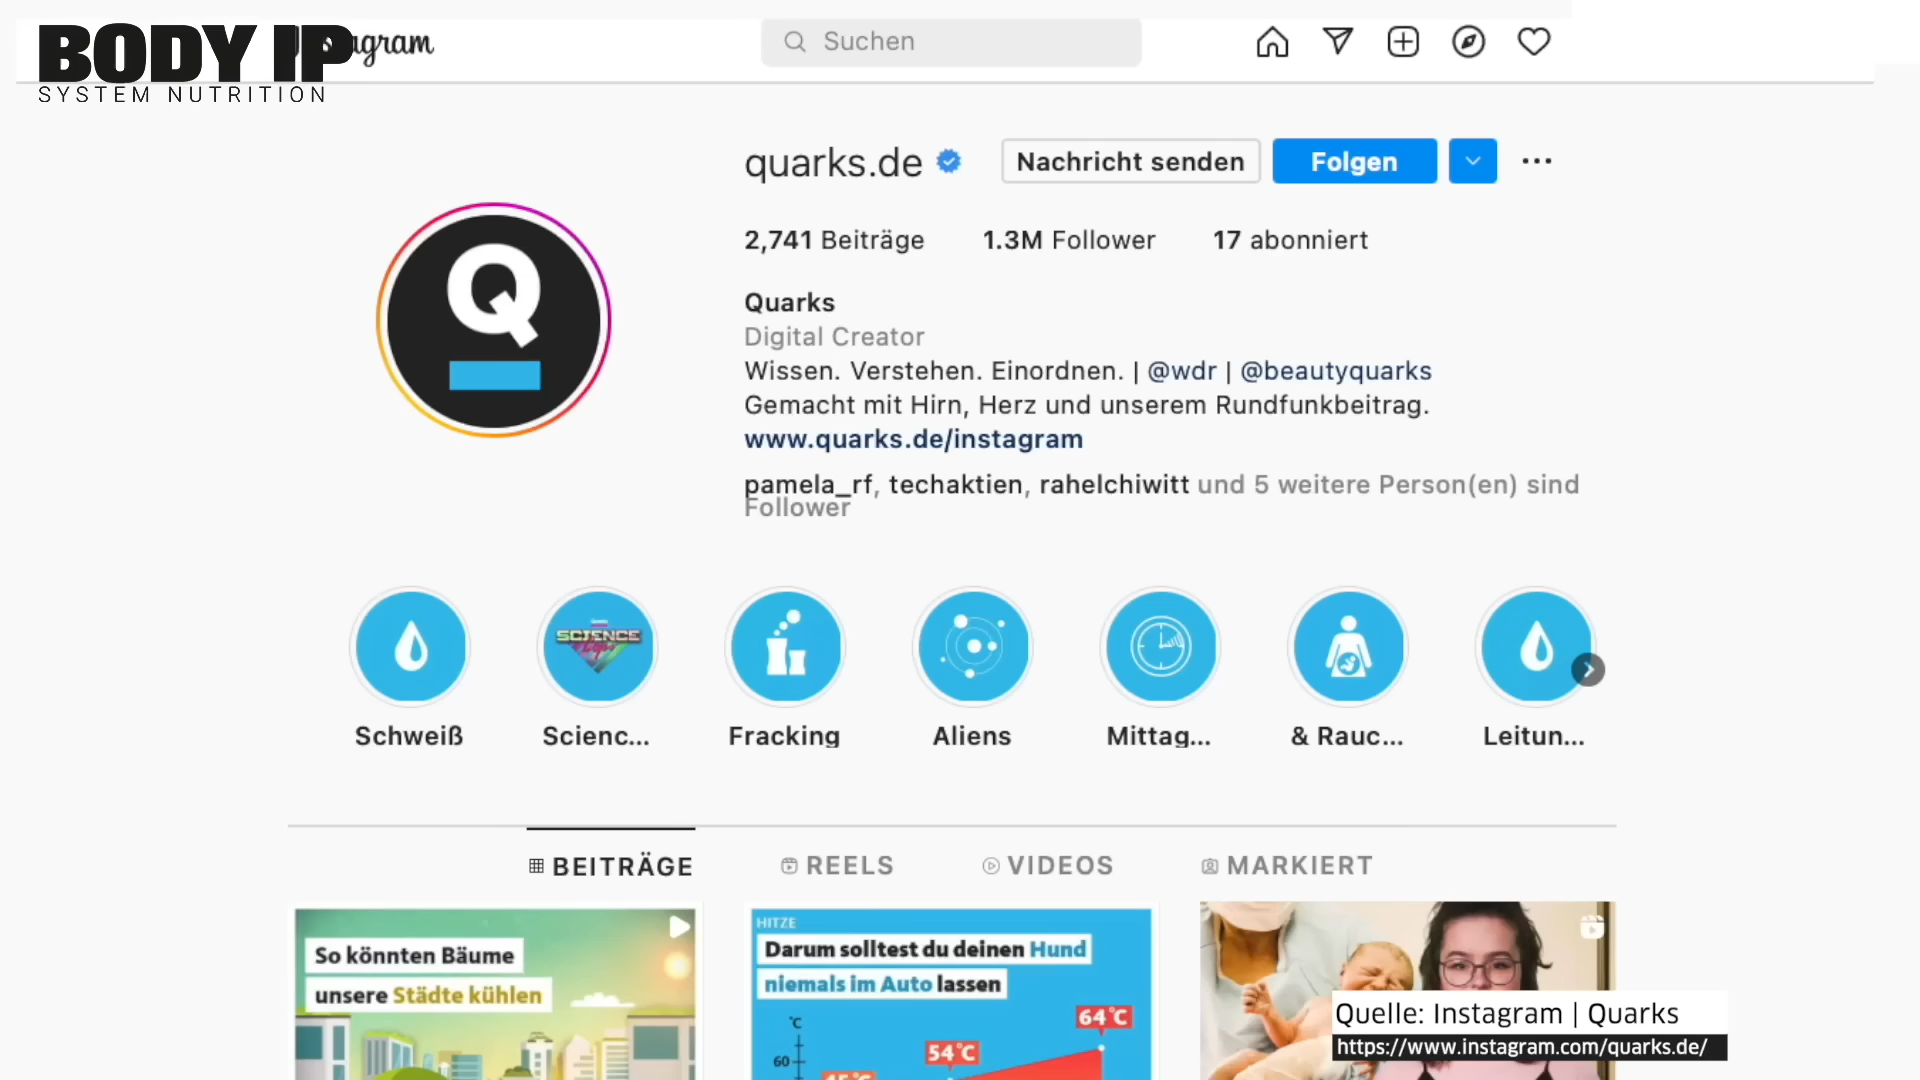 BODY IP
SYSTEM NUTRITION
agram
Suchen
quarks.de
Nachricht senden
Folgen
2,741 Beiträge
1.3M Follower
17 abonniert
Quarks
Digital Creator
Wissen. Verstehen. Einordnen. | @wdr | @beautyquarks
Gemacht mit Hirn, Herz und unserem Rundfunkbeitrag.
www.quarks.de/instagram
pamela_rf, techaktien, rahelchiwitt und 5 weitere Person(en) sind
Follower
Q
SCIENCE
Schweiß
Scienc...
Fracking
Aliens
Mittag...
& Rauc...
Leitun...
BEITRÄGE
REELS
VIDEOS
MARKIERT
So könnten Bäume
unsere Städte kühlen
HITZE
Darum solltest du deinen Hund
niemals im Auto lassen
°C
60
54°C
64°C
Quelle: Instagram | Quarks
https://www.instagram.com/quarks.de/